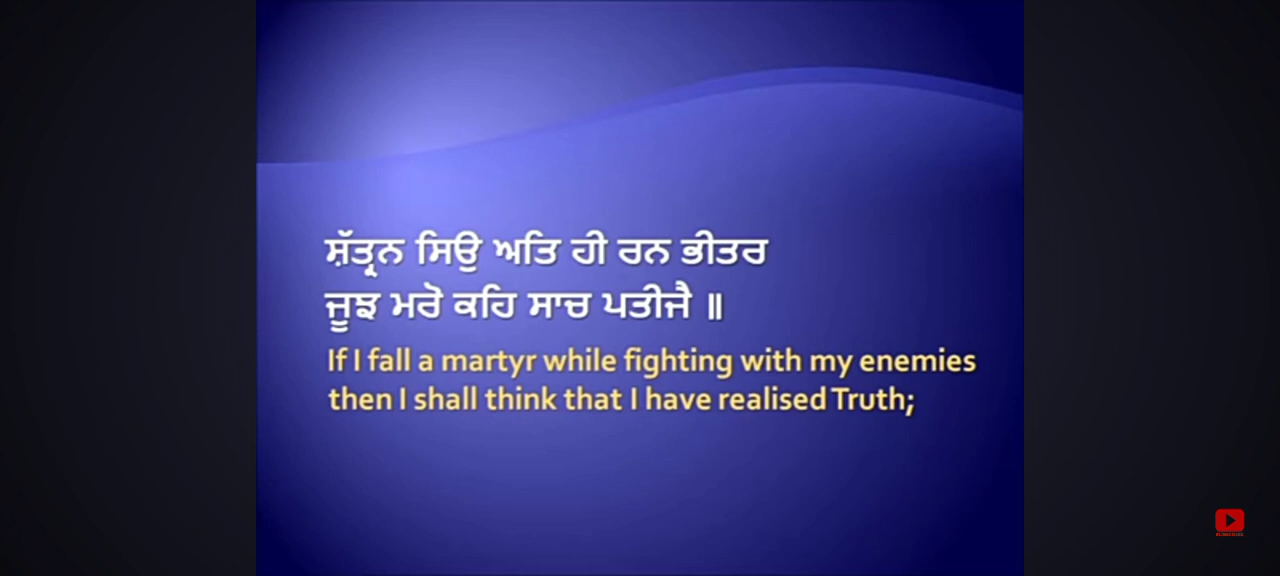 ਸ਼ੱਤ੍ਰਨ ਸਿਉ ਅਤਿ ਹੀ ਰਨ ਭੀਤਰ
ਜੂਝ ਮਰੋ ਕਹਿ ਸਾਚ ਪਤੀਜੈ ॥
If I fall a martyr while fighting with my enemies
then I shall think that I have realised Truth;